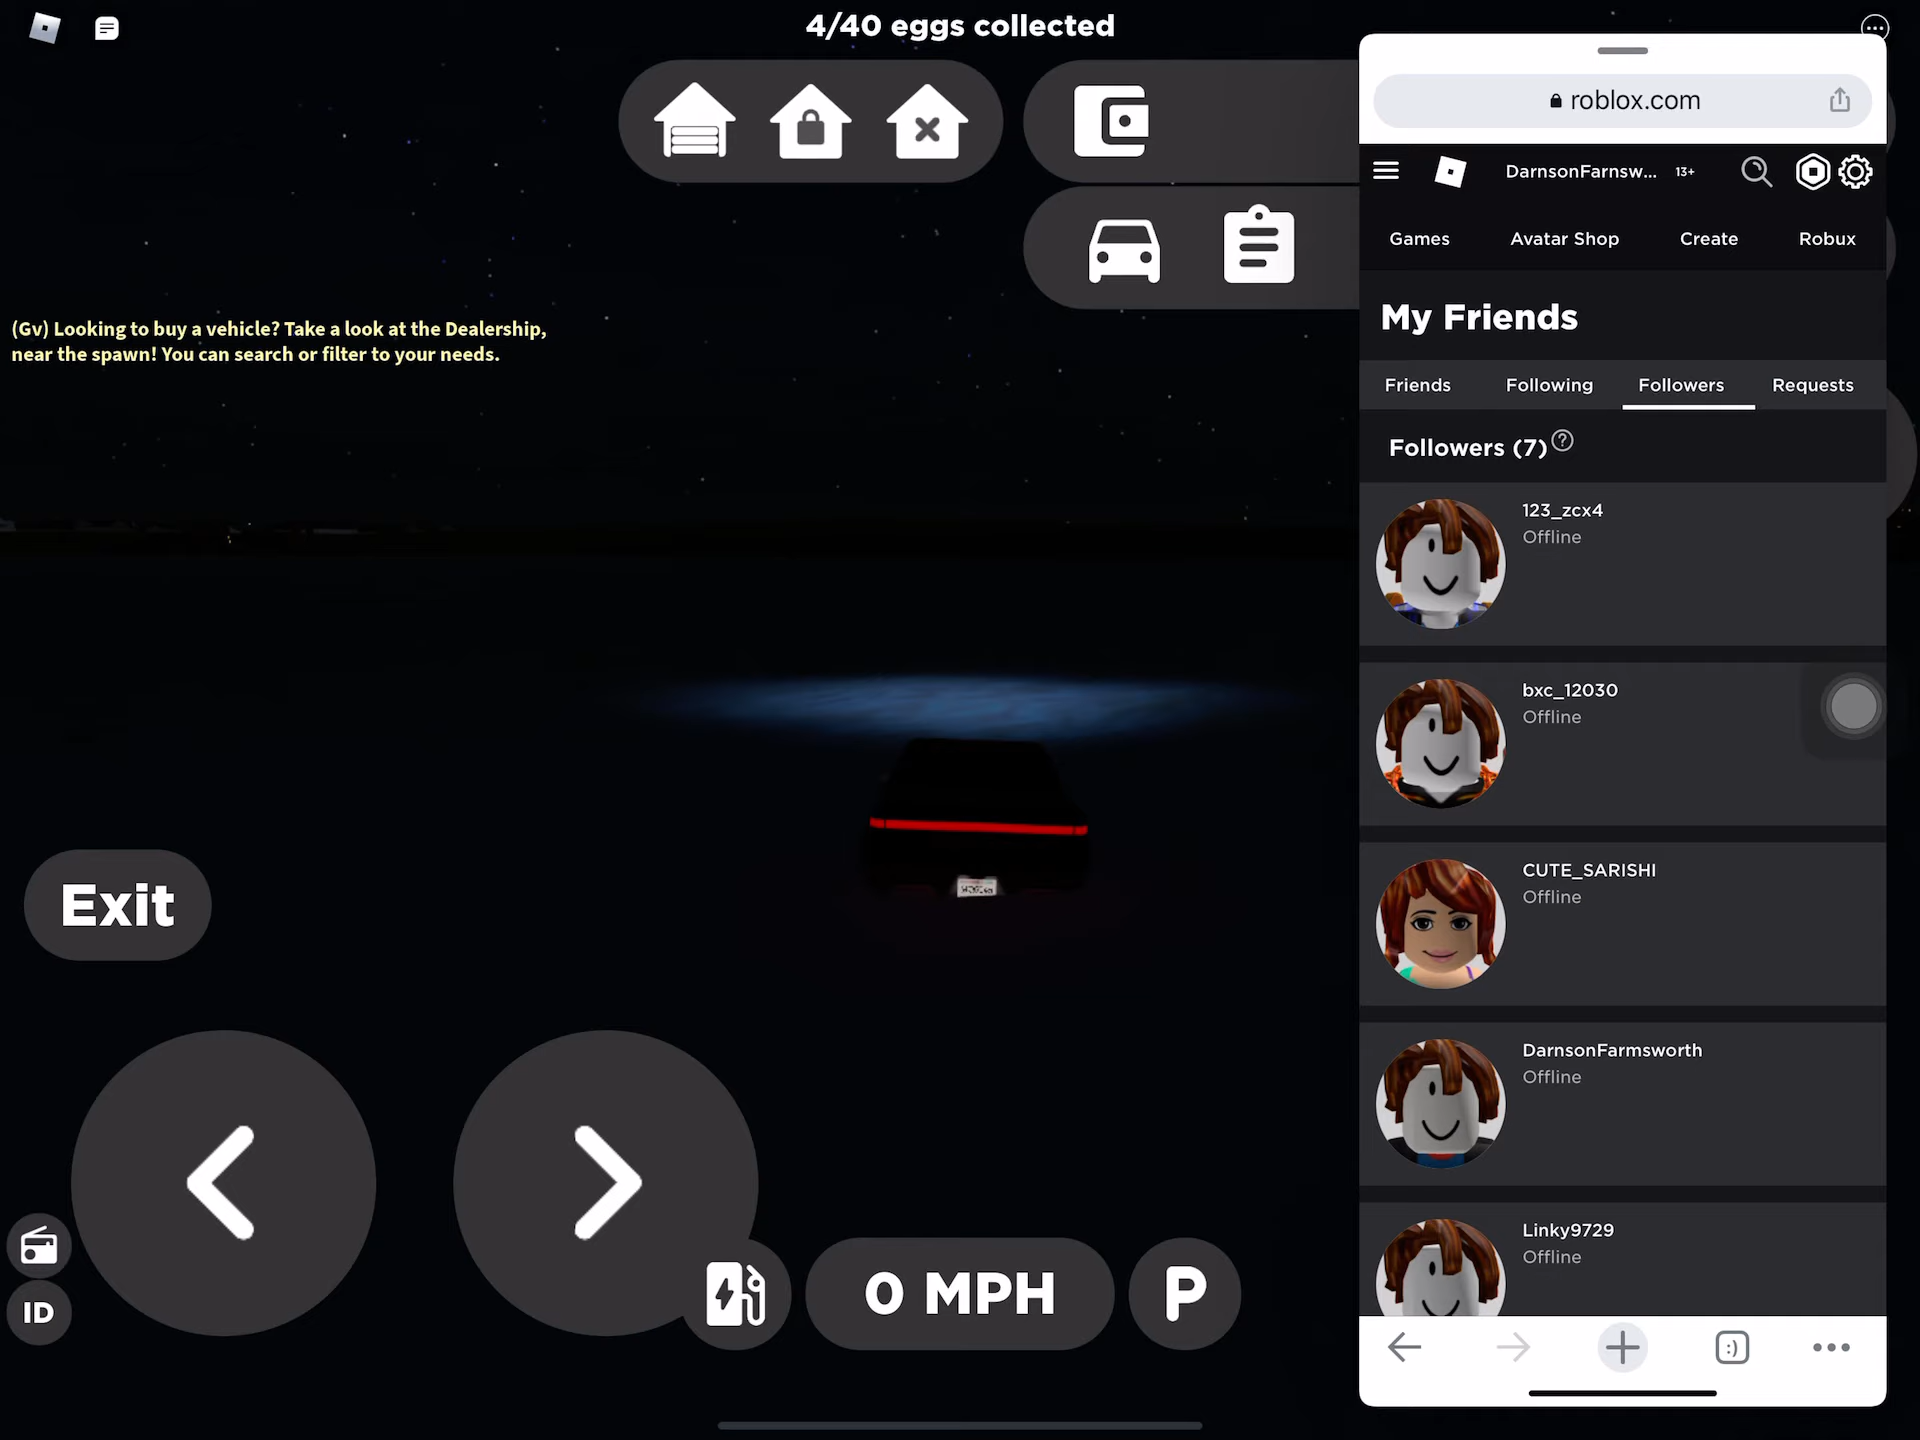 4/40 eggs collected
(Gv) Looking to buy a vehicle? Take a look at the Dealership,
near the spawn! You can search or filter to your needs.
Exit
ID
0 MPH
P
roblox.com
DarnsonFarnsw... 13+
Games Avatar Shop Create Robux
My Friends
Friends Following Followers Requests
Followers (7)
123_zcx4
Offline
bxc_12030
Offline
CUTE_SARISHI
Offline
DarnsonFarmsworth
Offline
Linky9729
Offline
:)